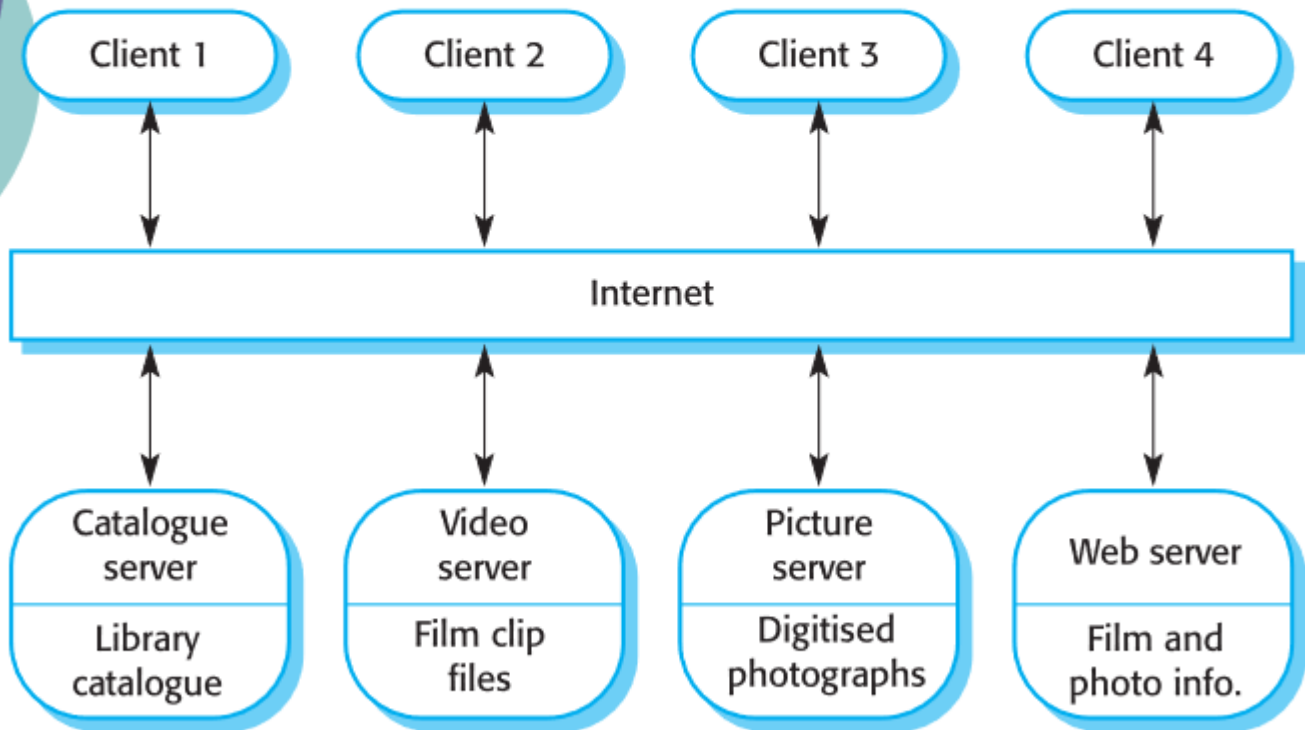 Client 1
Client 2
Client 3
Client 4
Internet
Catalogue
server
Library
catalogue
Video
server
Film clip
files
Picture
server
Digitised
photographs
Web server
Film and
photo info.